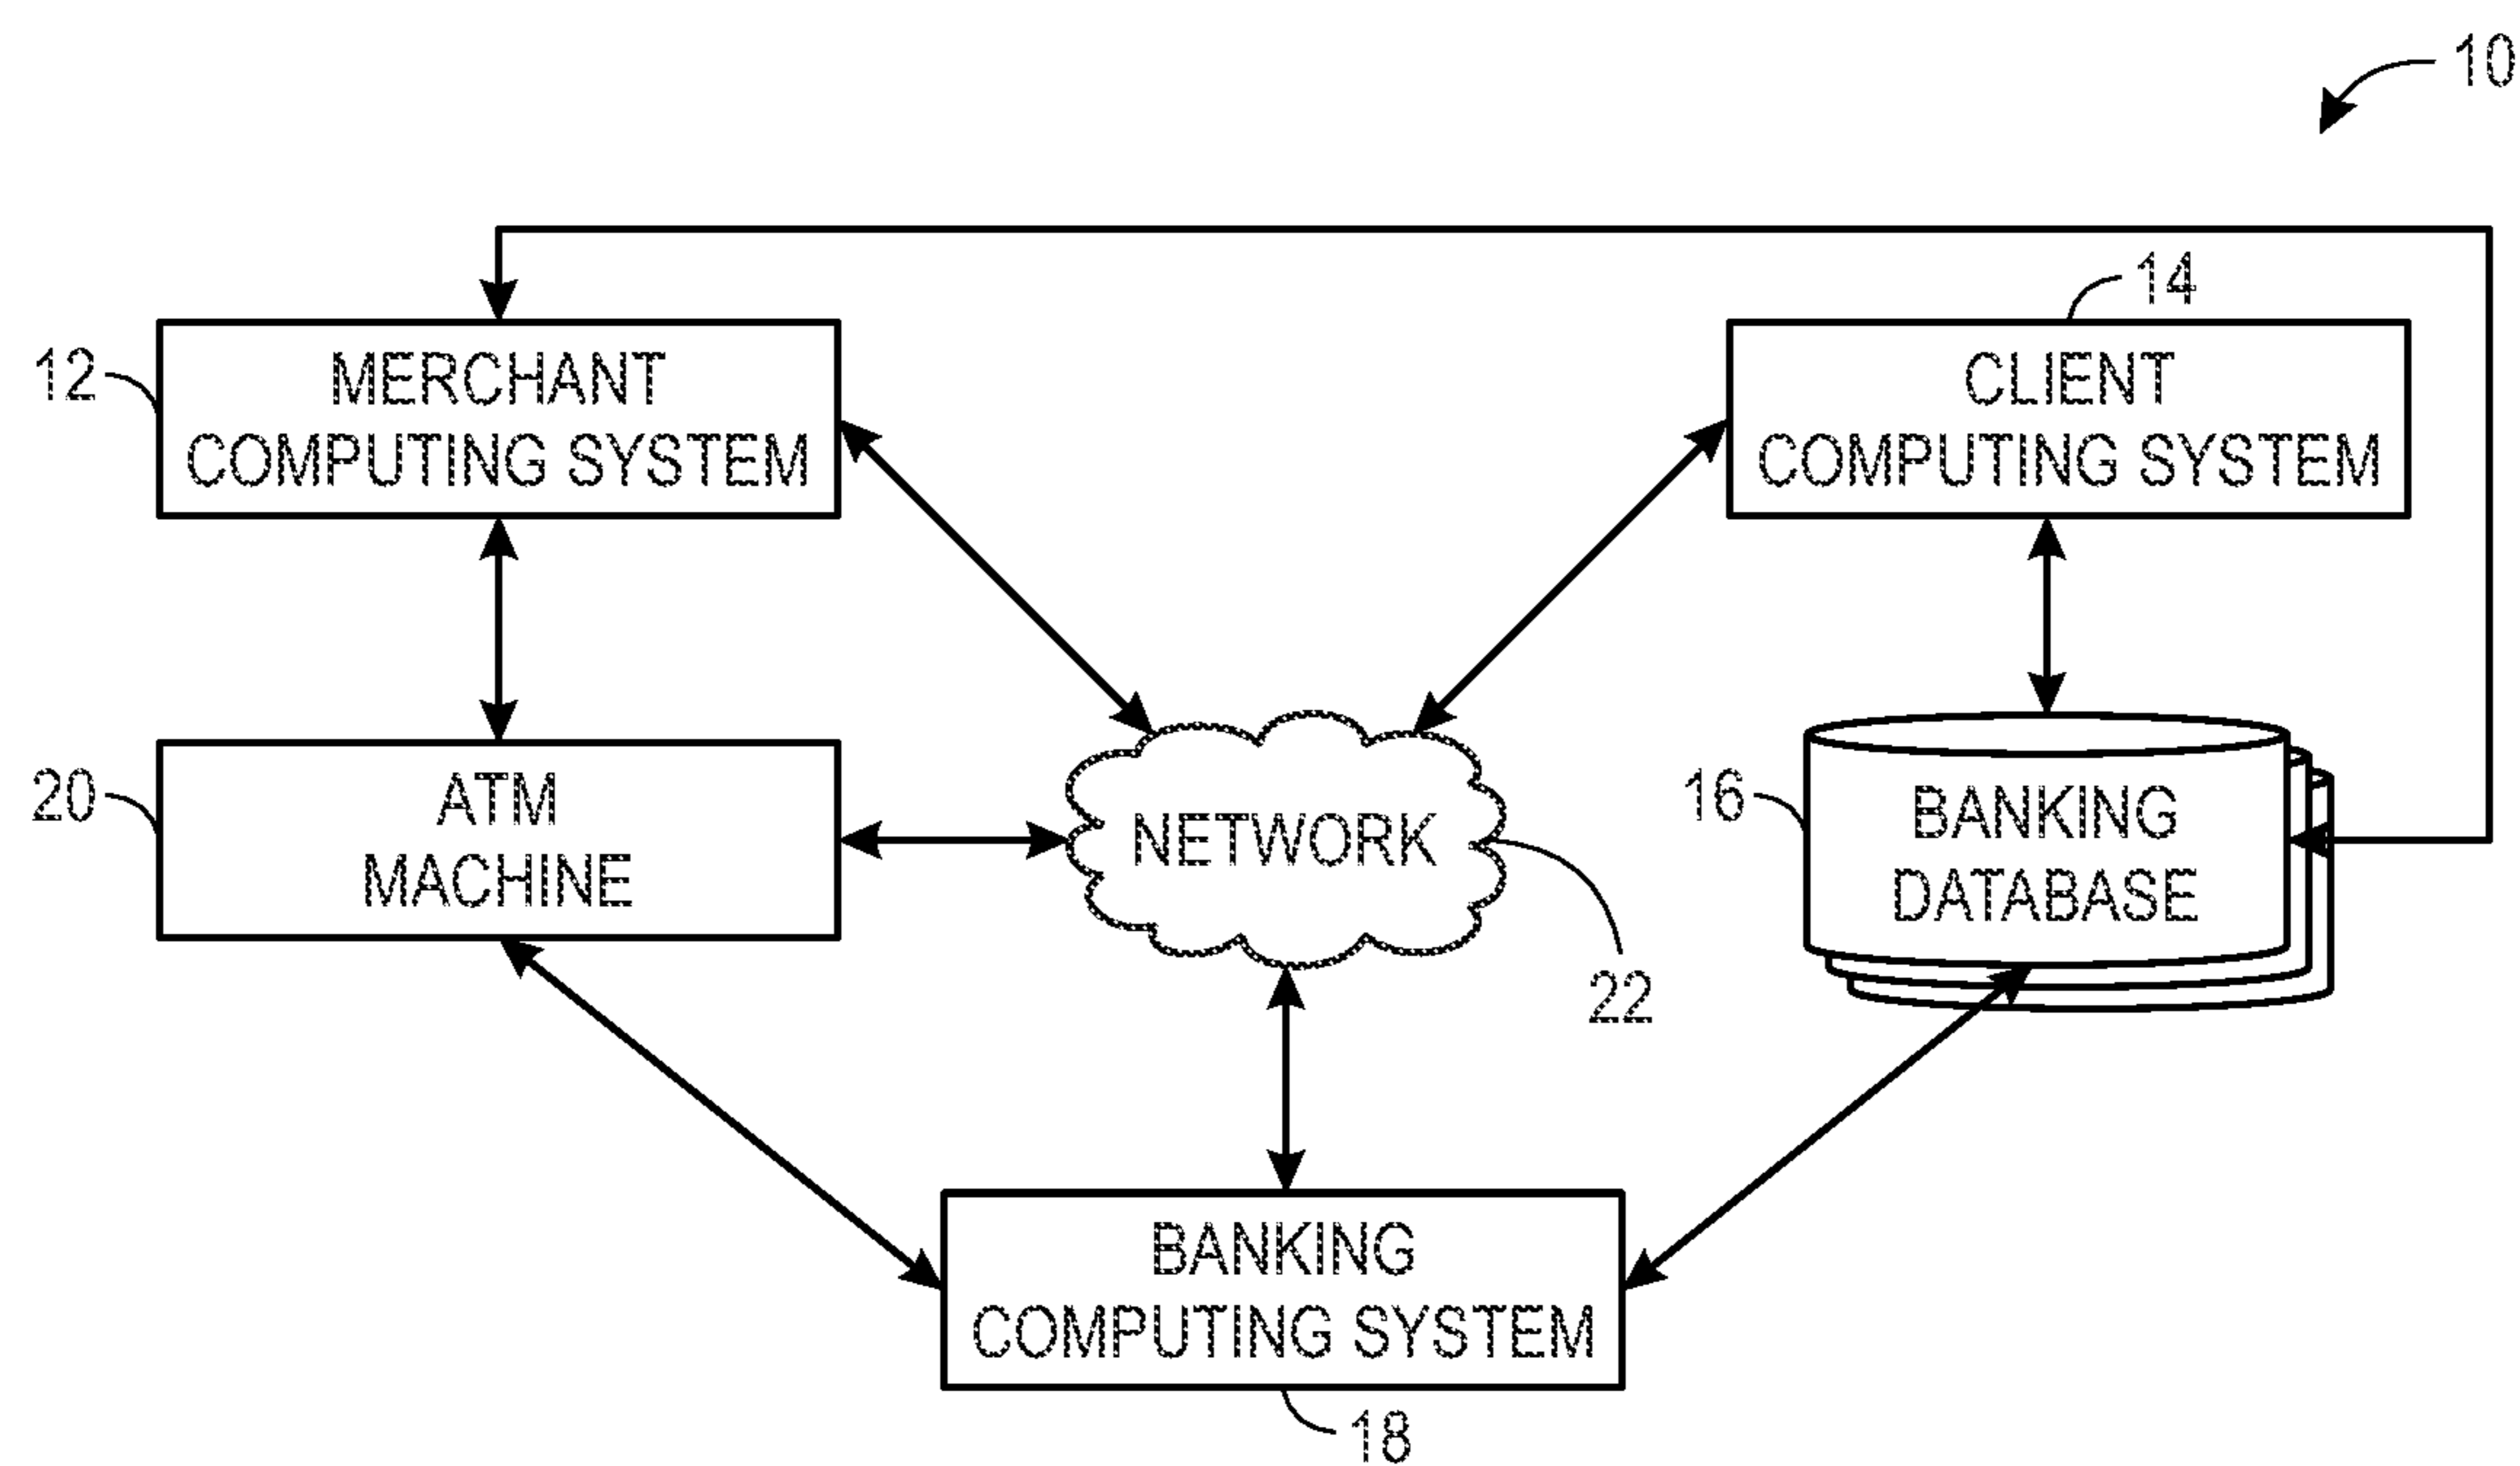 10
14
12
MERCHANT
COMPUTING SYSTEM
CLIENT
COMPUTING SYSTEM
20
ATM
MACHINE
NETWORK
22
16
BANKING
DATABASE
BANKING
COMPUTING SYSTEM
18